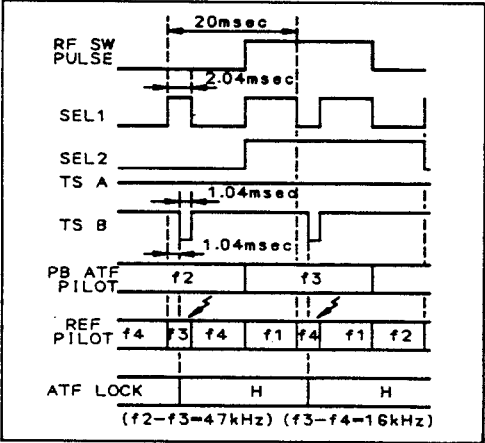 20msec
RF SW
PULSE
2.04msec
SEL1
SEL2
TS A
1.04msec
TS B
1.04msec
PB ATF
PILOT
f2 f3
REF
PILOT
f4 f3 f4 f1 f4 f1 f2
ATF LOCK H H
(f2-f3=47kHz) (f3-f4=16kHz)